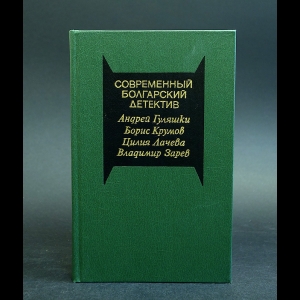 СОВРЕМЕННЫЙ
БОЛГАРСКИЙ
ДЕТЕКТИВ
Андрей Гуляшки
Борис Крумов
Цилия Лачева
Владимир Зарев